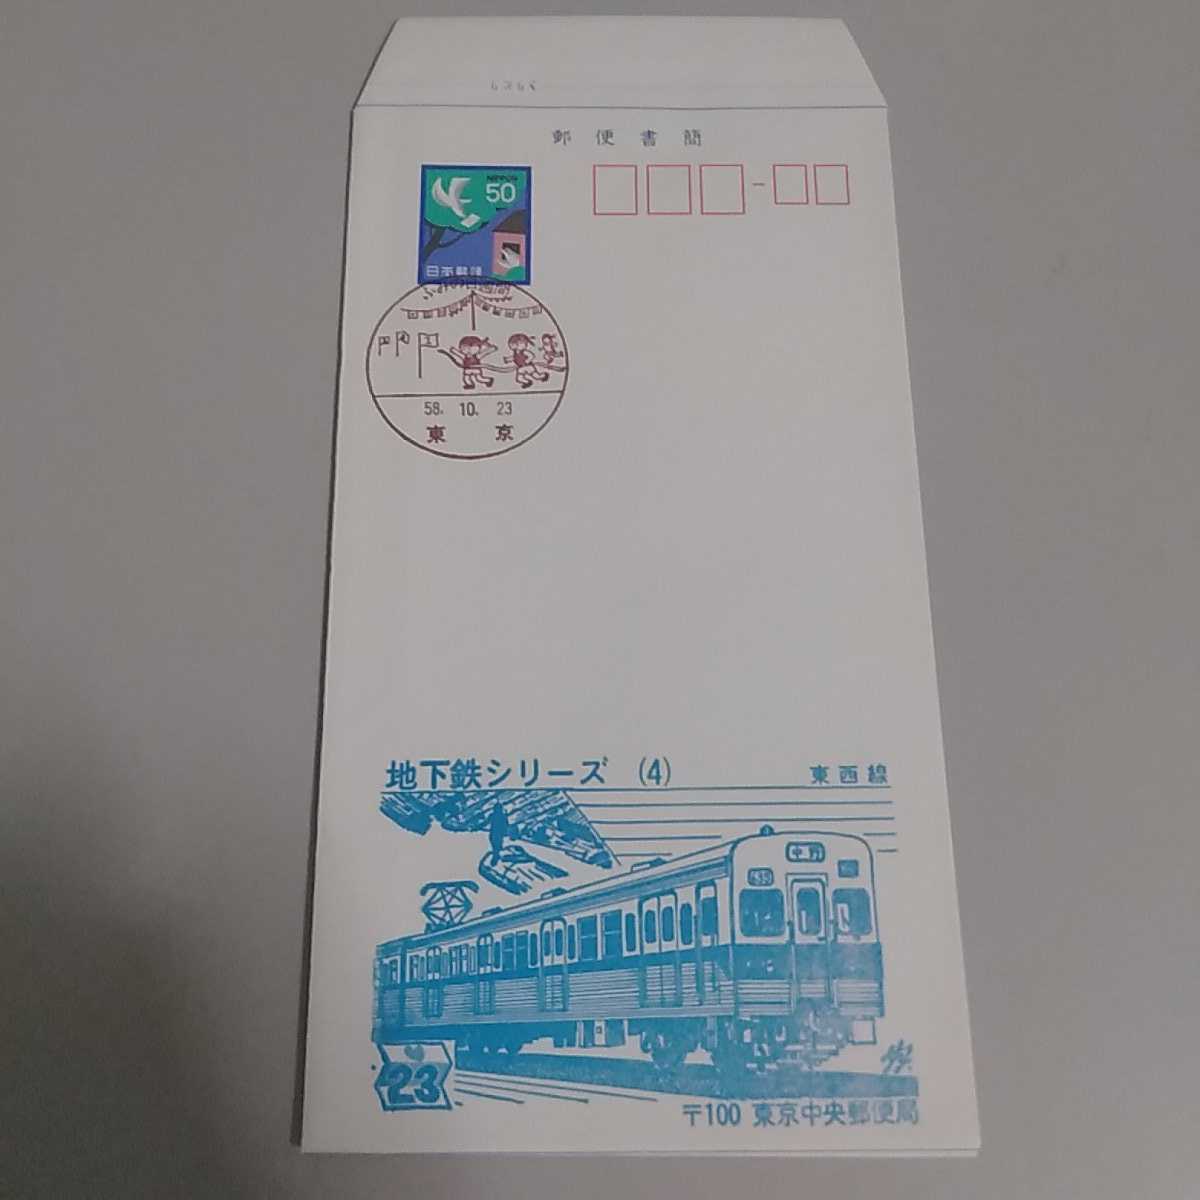 郵便書簡
NIPPON
50
日本郵便
58. 10. 23
東京
地下鉄シリーズ (4)
東西線
中野
23
〒100 東京中央郵便局